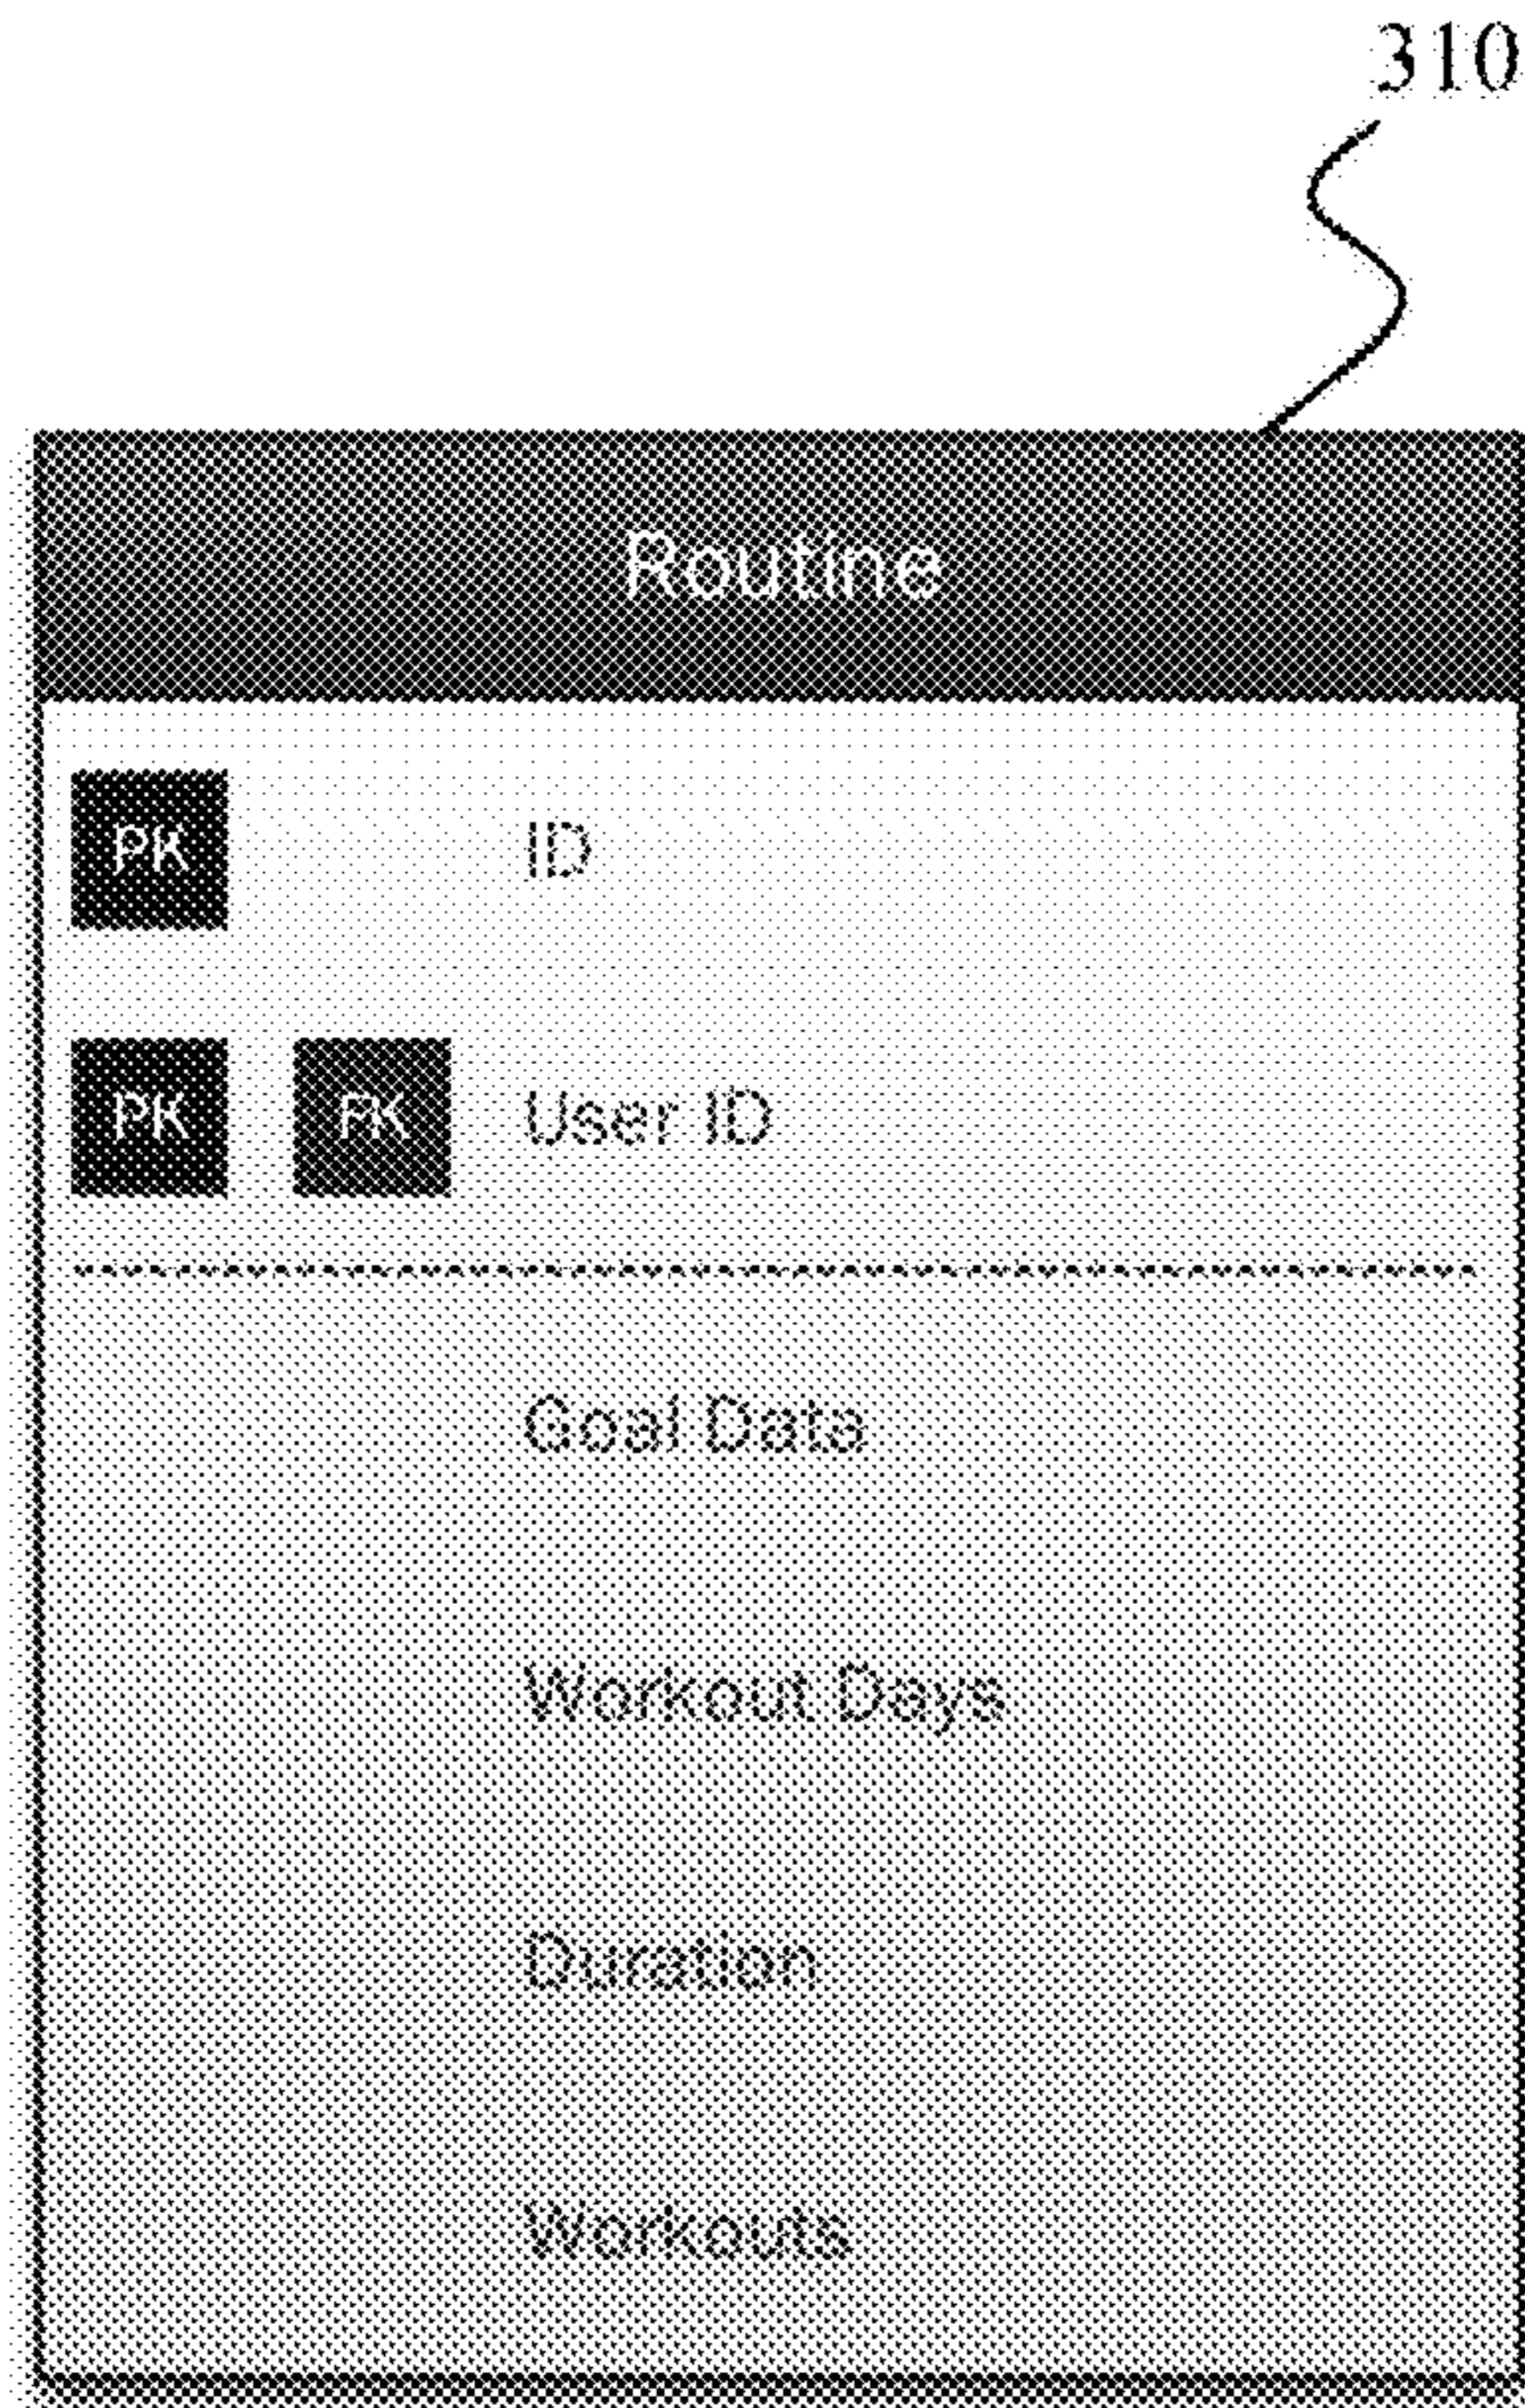 310
Routine
PK ID
PK FK User ID
Goal Data
Workout Days
Duration
Workouts